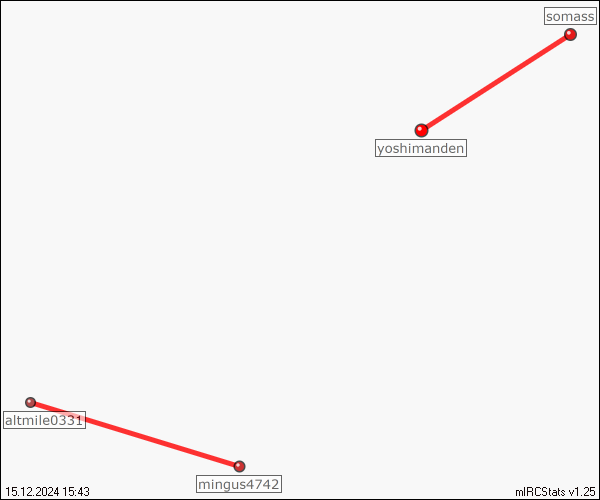 somass
yoshimanden
altmile0331
mingus4742
15.12.2024 15:43
mIRCStats v1.25